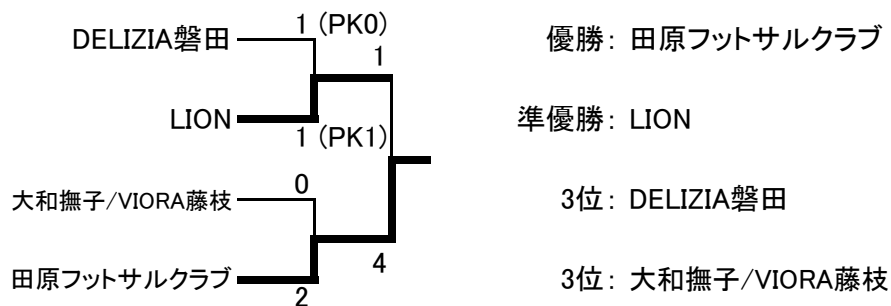 DELIZIA磐田
1 (PK0)
1
LION
1 (PK1)
大和撫子/VIORA藤枝
0
田原フットサルクラブ
2
4
優勝: 田原フットサルクラブ
準優勝: LION
3位: DELIZIA磐田
3位: 大和撫子/VIORA藤枝